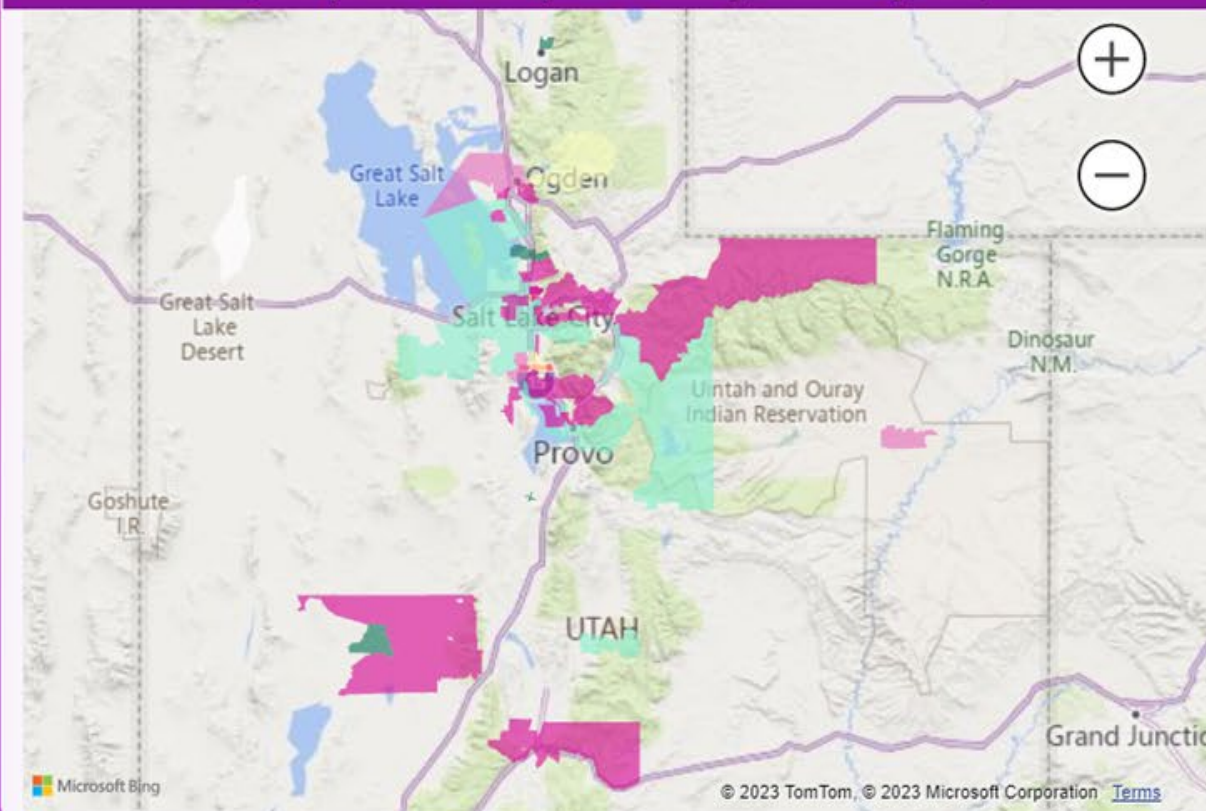 Logan
Ogden
Great Salt
Lake
Flaming
Gorge
N.R.A.
Great Salt
Lake
Desert
Salt Lake City
Dinosaur
N.M.
Uintah and Ouray
Indian Reservation
Provo
Goshute
I.R.
UTAH
Grand Junctio
Microsoft Bing
© 2023 TomTom, © 2023 Microsoft Corporation Terms